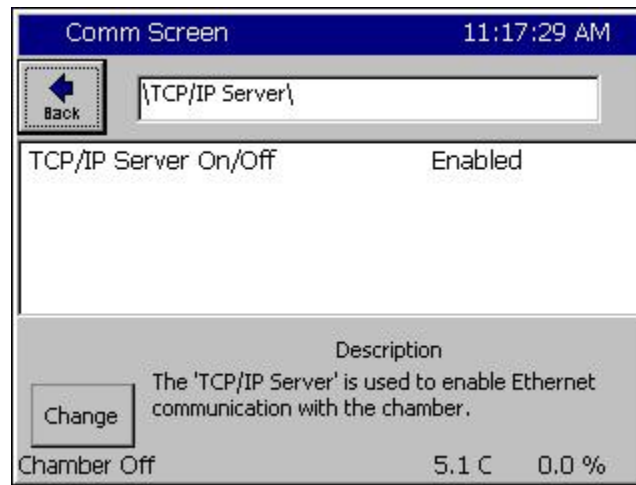 Comm Screen 11:17:29 AM
Back
\TCP/IP Server\
TCP/IP Server On/Off Enabled
Description
The 'TCP/IP Server' is used to enable Ethernet
communication with the chamber.
Change
Chamber Off 5.1 C 0.0 %